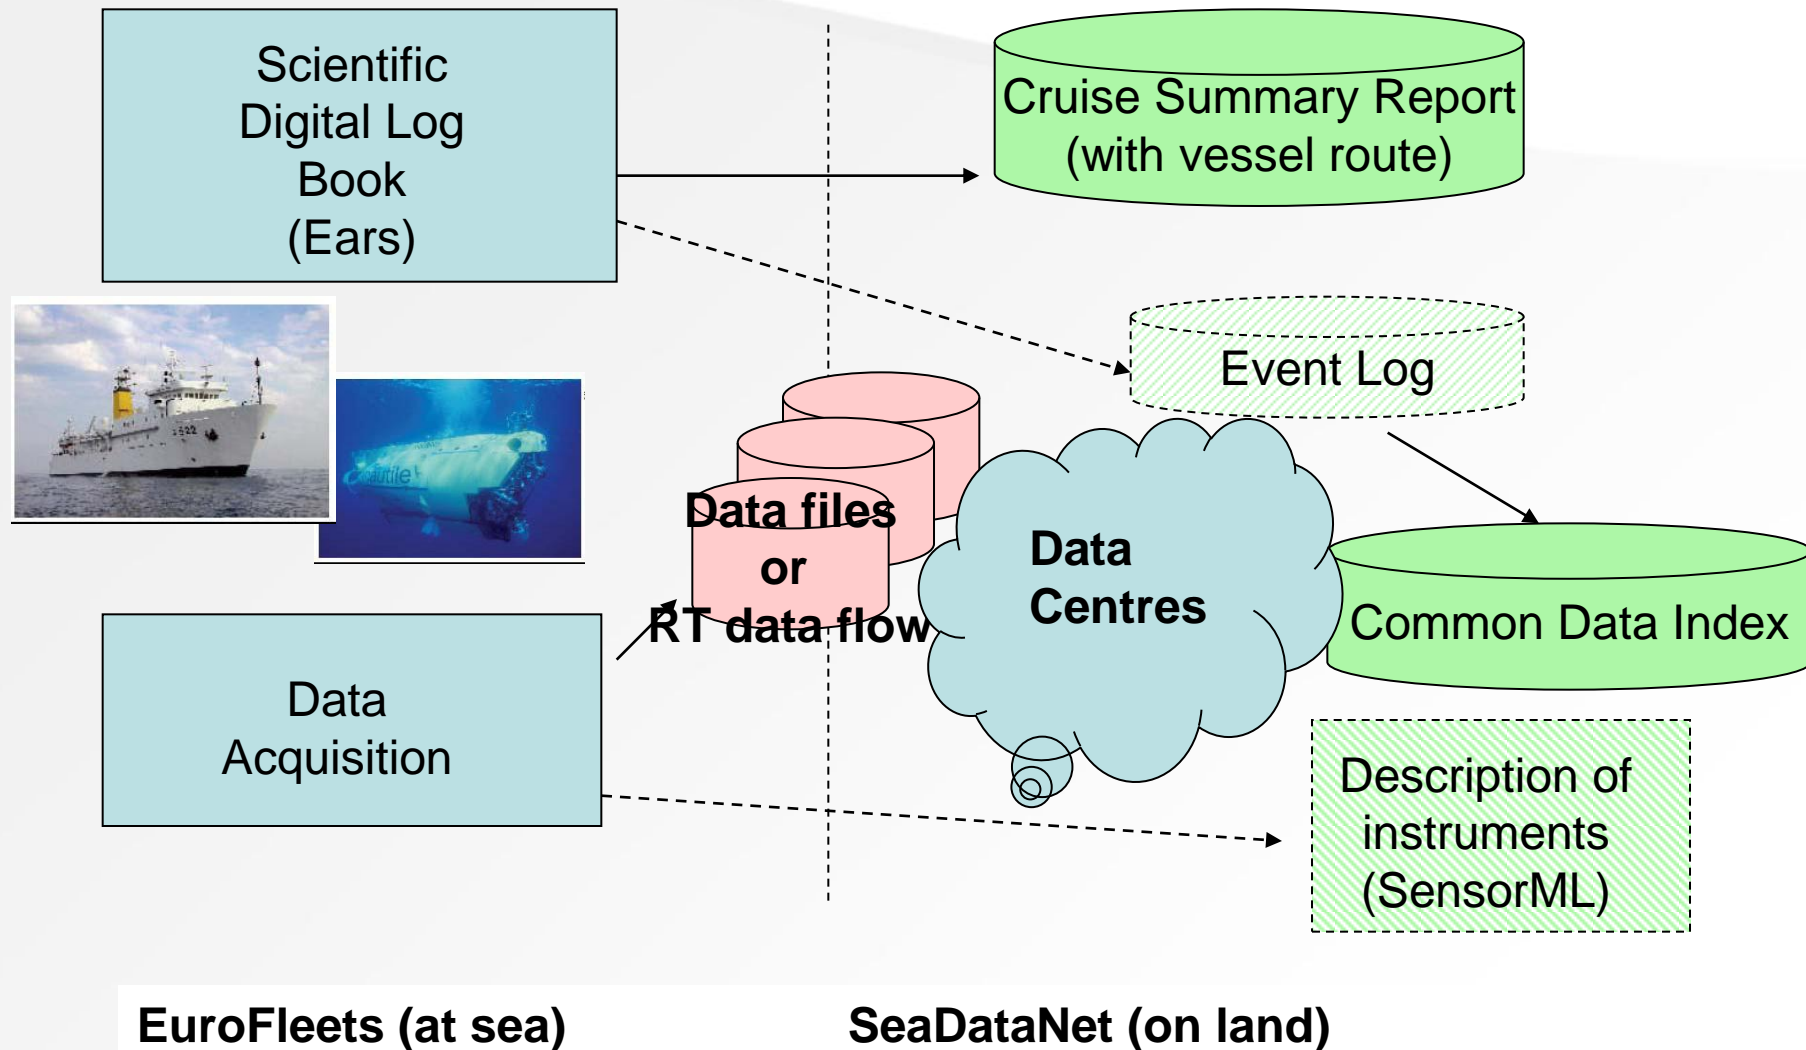 Scientific
Digital Log
Book
(Ears)
Cruise Summary Report
(with vessel route)
Event Log
Data files
or
RT data flow
Data
Centres
Common Data Index
Data
Acquisition
Description of
instruments
(SensorML)
EuroFleets (at sea)
SeaDataNet (on land)